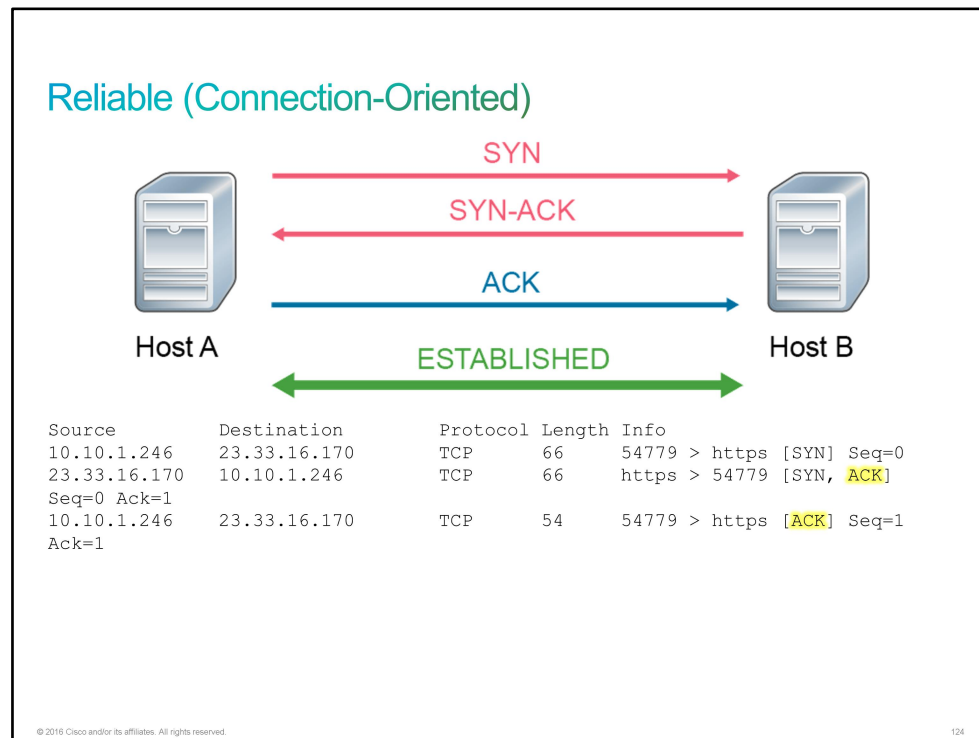 Reliable (Connection-Oriented)
SYN
SYN-ACK
ACK
Host A
Host B
ESTABLISHED
Source Destination Protocol Length Info
10.10.1.246 23.33.16.170 TCP 66 54779 > https [SYN] Seq=0
23.33.16.170 10.10.1.246 TCP 66 https > 54779 [SYN, ACK]
Seq=0 Ack=1
10.10.1.246 23.33.16.170 TCP 54 54779 > https [ACK] Seq=1
Ack=1
© 2016 Cisco and/or its affiliates. All rights reserved.
124